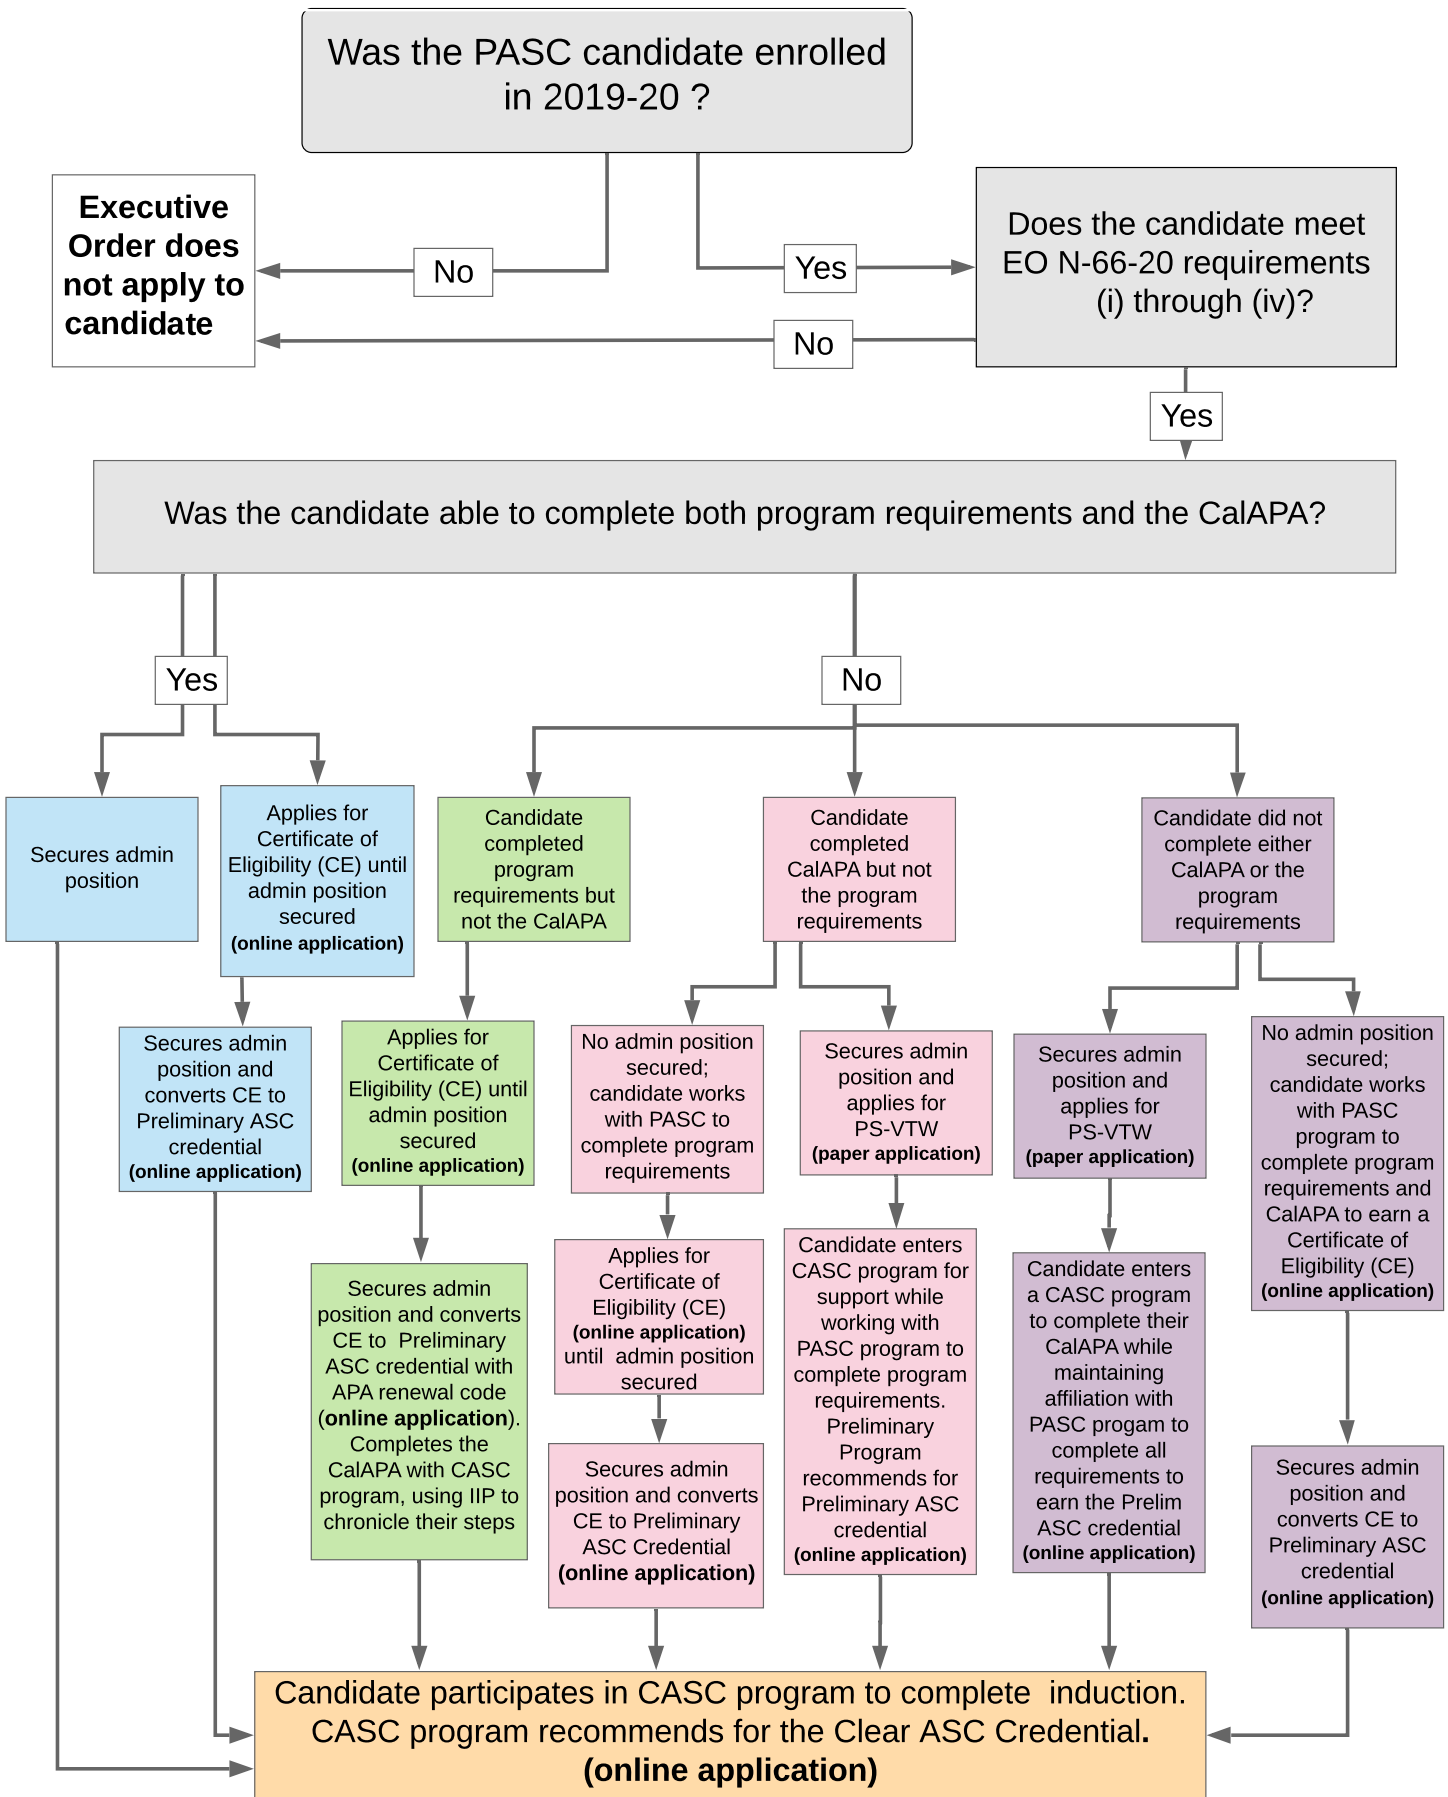 Was the PASC candidate enrolled
in 2019-20 ?
Executive
Order does
not apply to
candidate
No
Yes
Does the candidate meet
EO N-66-20 requirements
(i) through (iv)?
No
Yes
Was the candidate able to complete both program requirements and the CalAPA?
Yes
No
Secures admin
position
Applies for
Certificate of
Eligibility (CE) until
admin position
secured
(online application)
Candidate
completed
program
requirements but
not the CalAPA
Candidate
completed
CalAPA but not
the program
requirements
Candidate did not
complete either
CalAPA or the
program
requirements
Secures admin
position and
converts CE to
Preliminary ASC
credential
(online application)
Applies for
Certificate of
Eligibility (CE) until
admin position
secured
(online application)
No admin position
secured;
candidate works
with PASC to
complete program
requirements
Secures admin
position and
applies for
PS-VTW
(paper application)
Secures admin
position and
applies for
PS-VTW
(paper application)
No admin position
secured;
candidate works
with PASC
program to
complete program
requirements and
CalAPA to earn a
Certificate of
Eligibility (CE)
(online application)
Secures admin
position and converts
CE to  Preliminary
ASC credential with
APA renewal code
(online application).
Completes the
CalAPA with CASC
program, using IIP to
chronicle their steps
Applies for
Certificate of
Eligibility (CE)
(online application)
until  admin position
secured
Candidate enters
CASC program for
support while
working with
PASC program to
complete program
requirements.
Preliminary
Program
recommends for
Preliminary ASC
credential
(online application)
Candidate enters
a CASC program
to complete their
CalAPA while
maintaining
affiliation with
PASC progam to
complete all
requirements to
earn the Prelim
ASC credential
(online application)
Secures admin
position and converts
CE to Preliminary
ASC Credential
(online application)
Secures admin
position and
converts CE to
Preliminary ASC
credential
(online application)
Candidate participates in CASC program to complete  induction.
CASC program recommends for the Clear ASC Credential.
(online application)